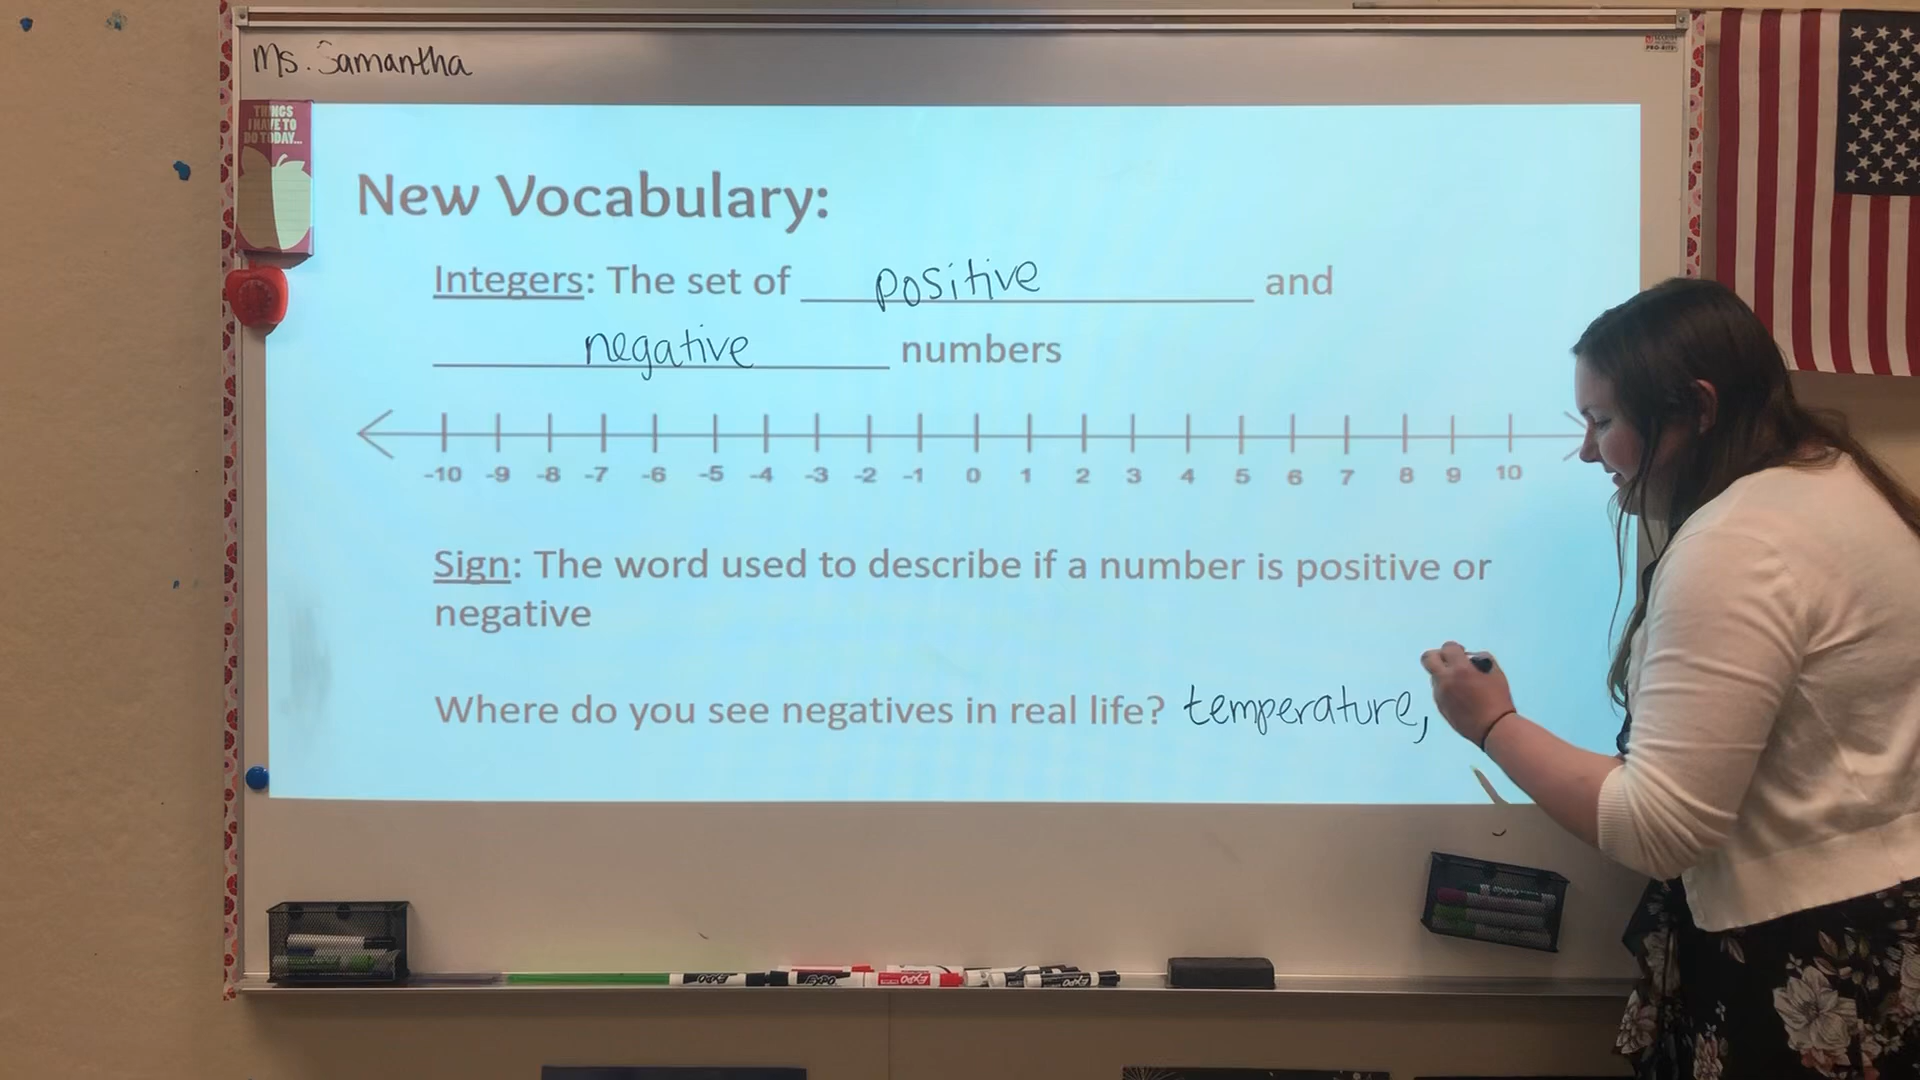 Ms. Samantha
THINGS
I HAVE TO
DO TODAY...
New Vocabulary:
Integers: The set of positive and
negative numbers
-10 -9 -8 -7 -6 -5 -4 -3 -2 -1 0 1 2 3 4 5 6 7 8 9 10
Sign: The word used to describe if a number is positive or
negative
Where do you see negatives in real life? temperature,
EXPO EXPO EXPO EXPO